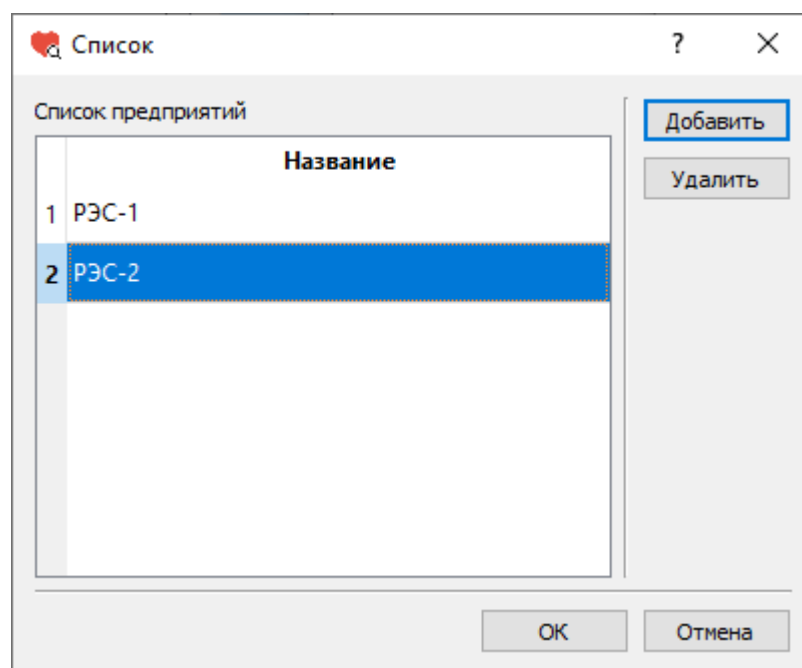 Список
?
Список предприятий
Добавить
Название
Удалить
1 РЭС-1
2 РЭС-2
ОК
Отмена